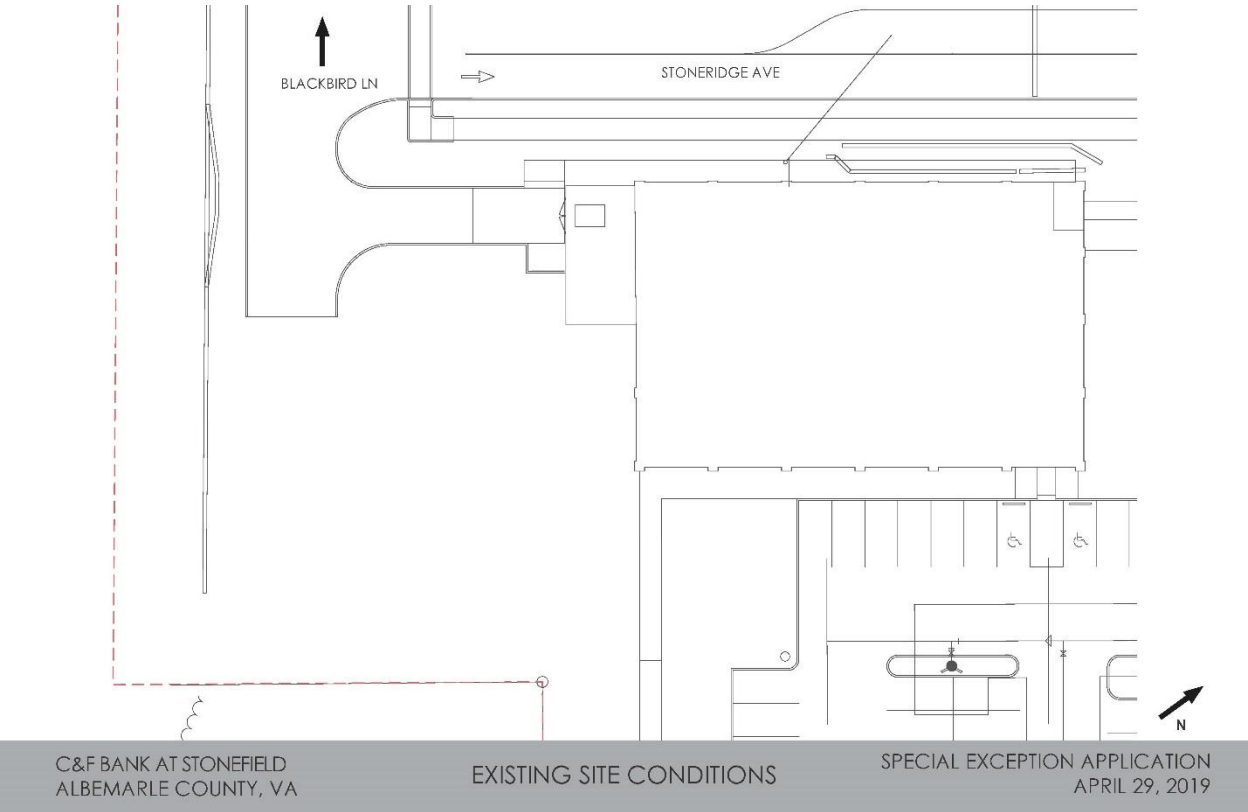 BLACKBIRD LN
STONERIDGE AVE
N
C&F BANK AT STONEFIELD
ALBEMARLE COUNTY, VA
EXISTING SITE CONDITIONS
SPECIAL EXCEPTION APPLICATION
APRIL 29, 2019